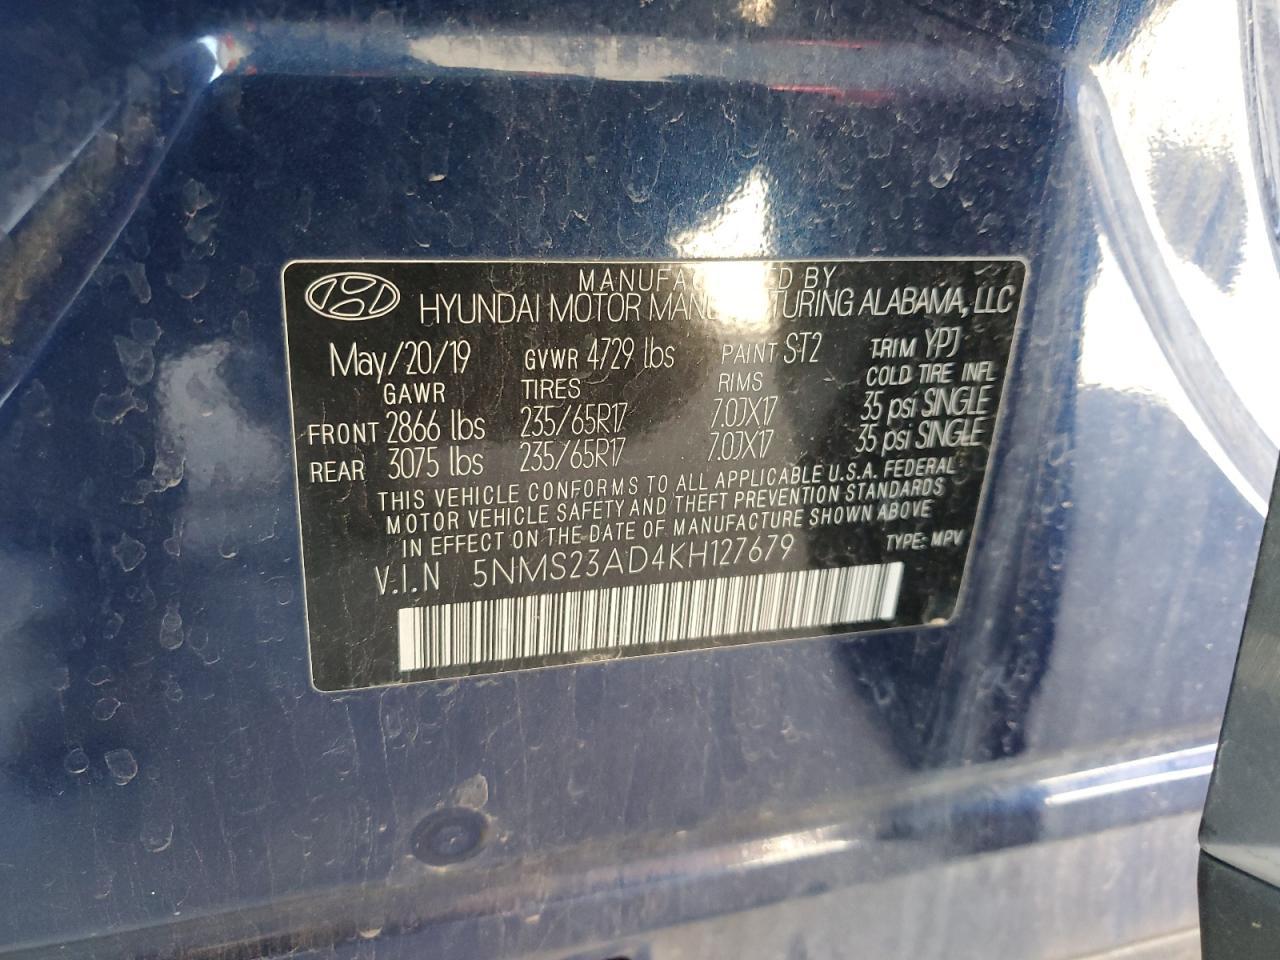 MANUFACTURED BY
HYUNDAI MOTOR MANUFACTURING ALABAMA, LLC
May/20/19 GVWR 4729 lbs PAINT ST2 TRIM YPJ
GAWR TIRES RIMS COLD TIRE INFL
FRONT 2866 lbs 235/65R17 7.0JX17 35 psi SINGLE
REAR 3075 lbs 235/65R17 7.0JX17 35 psi SINGLE
THIS VEHICLE CONFORMS TO ALL APPLICABLE U.S.A. FEDERAL
MOTOR VEHICLE SAFETY AND THEFT PREVENTION STANDARDS
IN EFFECT ON THE DATE OF MANUFACTURE SHOWN ABOVE
V.I.N 5NMS23AD4KH127679 TYPE: MPV